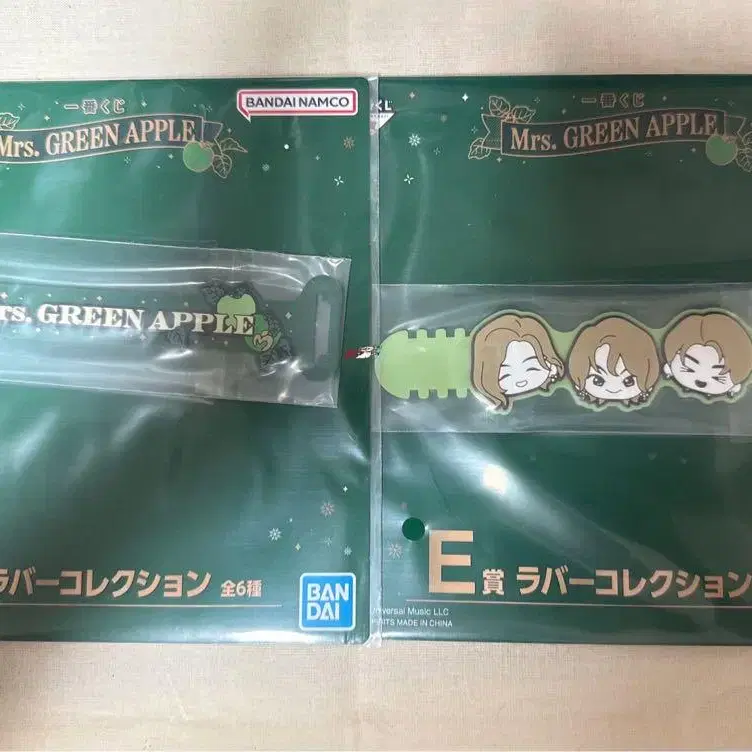 一番くじ
Mrs. GREEN APPLE
BANDAI NAMCO
rs. GREEN APPLE
ラバーコレクション 全6種
BAN
DAI
一番くじ
Mrs. GREEN APPLE
E賞 ラバーコレクション
niversal Music LLC
MADE IN CHINA